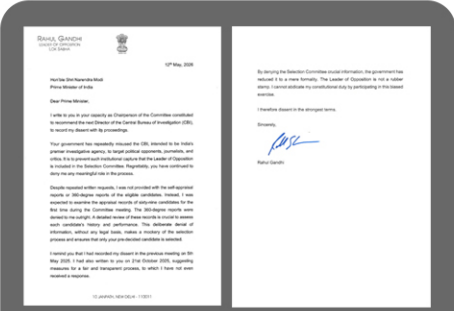 RAHUL GANDHI
LEADER OF OPPOSITION
LOK SABHA
12th May, 2026
Hon'ble Shri Narendra Modi
Prime Minister of India
Dear Prime Minister,
I write to you in your capacity as Chairperson of the Committee constituted
to recommend the next Director of the Central Bureau of Investigation (CBI),
to record my dissent with its proceedings.
Your government has repeatedly misused the CBI, intended to be India's
premier investigative agency, to target political opponents, journalists, and
critics. It is to prevent such institutional capture that the Leader of Opposition
is included in the Selection Committee. Regrettably, you have continued to
deny me any meaningful role in the process.
Despite repeated written requests, I was not provided with the self-appraisal
reports or 360-degree reports of the eligible candidates. Instead, I was
expected to examine the appraisal records of sixty-nine candidates for the
first time during the Committee meeting. The 360-degree reports were
denied to me outright. A detailed review of these records is crucial to assess
each candidate's history and performance. This deliberate denial of
information, without any legal basis, makes a mockery of the selection
process and ensures that only your pre-decided candidate is selected.
I remind you that I had recorded my dissent in the previous meeting on 5th
May 2025. I had also written to you on 21st October 2025, suggesting
measures for a fair and transparent process, to which I have not even
received a response.
10 JANPATH, NEW DELHI - 110011
By denying the Selection Committee crucial information, the government has
reduced it to a mere formality. The Leader of Opposition is not a rubber
stamp. I cannot abdicate my constitutional duty by participating in this biased
exercise.
I therefore dissent in the strongest terms.
Sincerely,
Rahul Gandhi